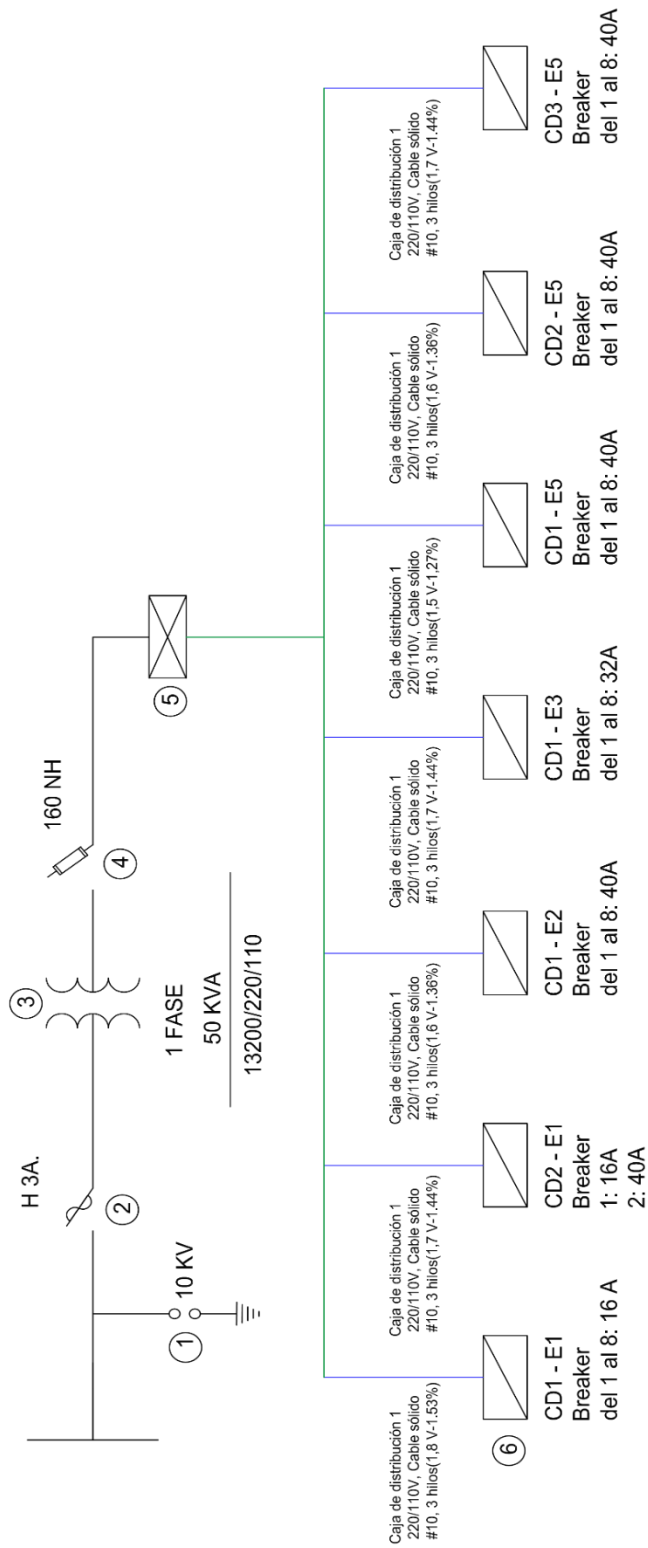 H 3A.
10 KV
1
2
3
1 FASE
50 KVA
13200/220/110
160 NH
4
5
Caja de distribución 1
220/110V, Cable sólido
#10, 3 hilos(1,8 V-1.53%)
Caja de distribución 1
220/110V, Cable sólido
#10, 3 hilos(1,7 V-1.44%)
Caja de distribución 1
220/110V, Cable sólido
#10, 3 hilos(1,6 V-1.36%)
Caja de distribución 1
220/110V, Cable sólido
#10, 3 hilos(1,7 V-1.44%)
Caja de distribución 1
220/110V, Cable sólido
#10, 3 hilos(1,5 V-1,27%)
Caja de distribución 1
220/110V, Cable sólido
#10, 3 hilos(1,6 V-1.36%)
Caja de distribución 1
220/110V, Cable sólido
#10, 3 hilos(1,7 V-1.44%)
6
CD1 - E1
Breaker
del 1 al 8: 16 A
CD2 - E1
Breaker
1: 16A
2: 40A
CD1 - E2
Breaker
del 1 al 8: 40A
CD1 - E3
Breaker
del 1 al 8: 32A
CD1 - E5
Breaker
del 1 al 8: 40A
CD2 - E5
Breaker
del 1 al 8: 40A
CD3 - E5
Breaker
del 1 al 8: 40A